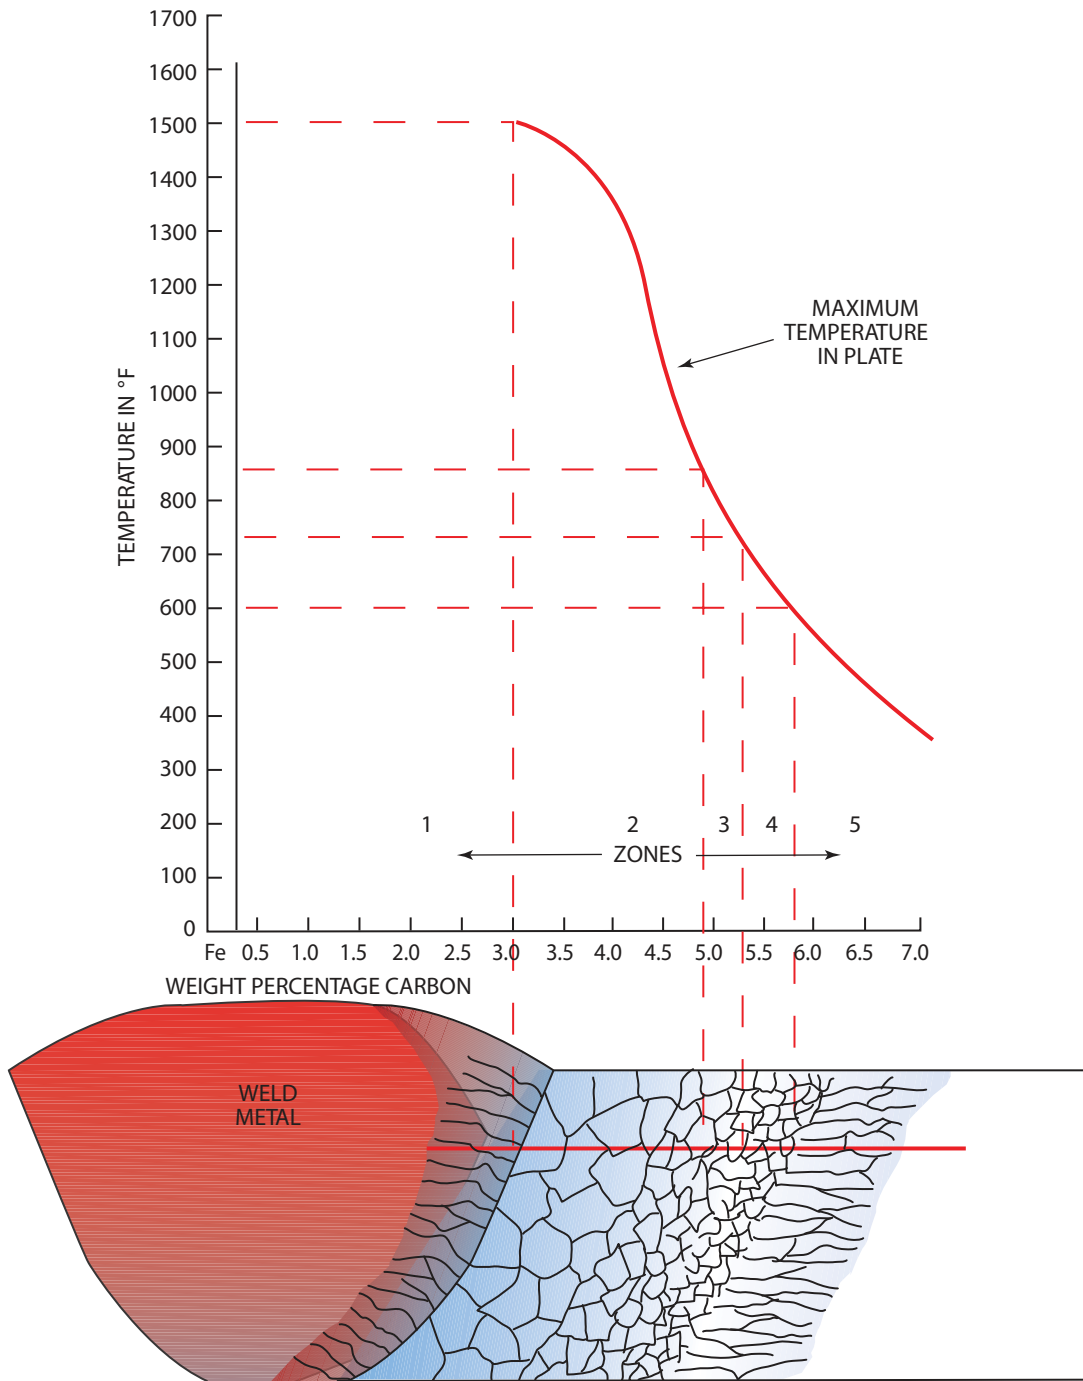 1700
1600
1500
1400
1300
1200
1100
1000
900
800
700
600
500
400
300
200
100
0
TEMPERATURE IN °F
MAXIMUM
TEMPERATURE
IN PLATE
1 2 3 4 5
ZONES
Fe 0.5 1.0 1.5 2.0 2.5 3.0 3.5 4.0 4.5 5.0 5.5 6.0 6.5 7.0
WEIGHT PERCENTAGE CARBON
WELD
METAL